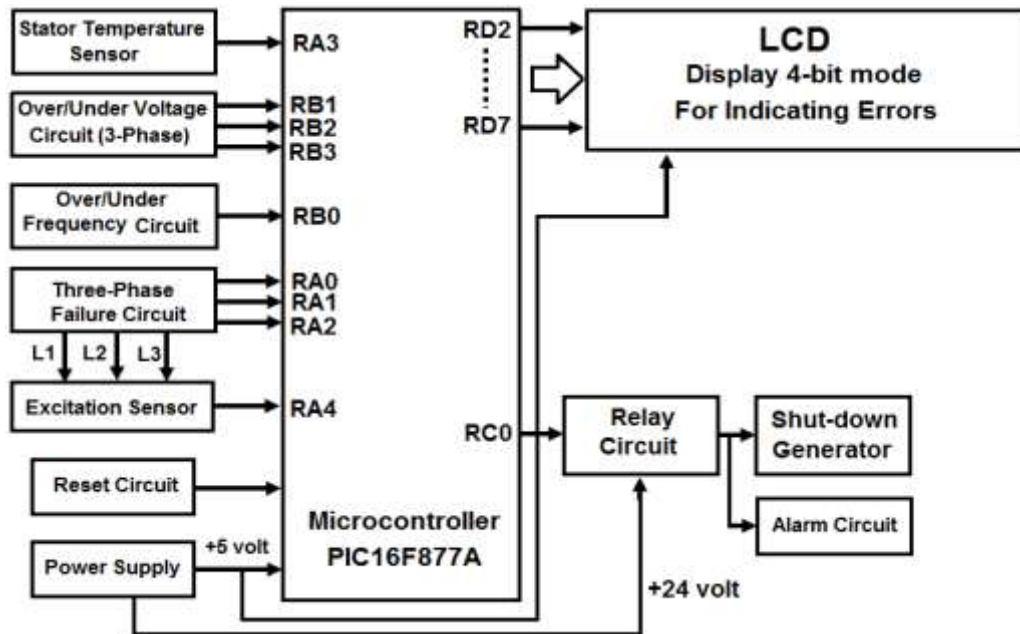 Stator Temperature
Sensor
RA3
Over/Under Voltage
Circuit (3-Phase)
RB1
RB2
RB3
Over/Under
Frequency Circuit
RB0
Three-Phase
Failure Circuit
RA0
RA1
RA2
L1
L2
L3
Excitation Sensor
RA4
Reset Circuit
Power Supply
+5 volt
Microcontroller
PIC16F877A
RD2
RD7
LCD
Display 4-bit mode
For Indicating Errors
RC0
Relay
Circuit
Shut-down
Generator
Alarm Circuit
+24 volt